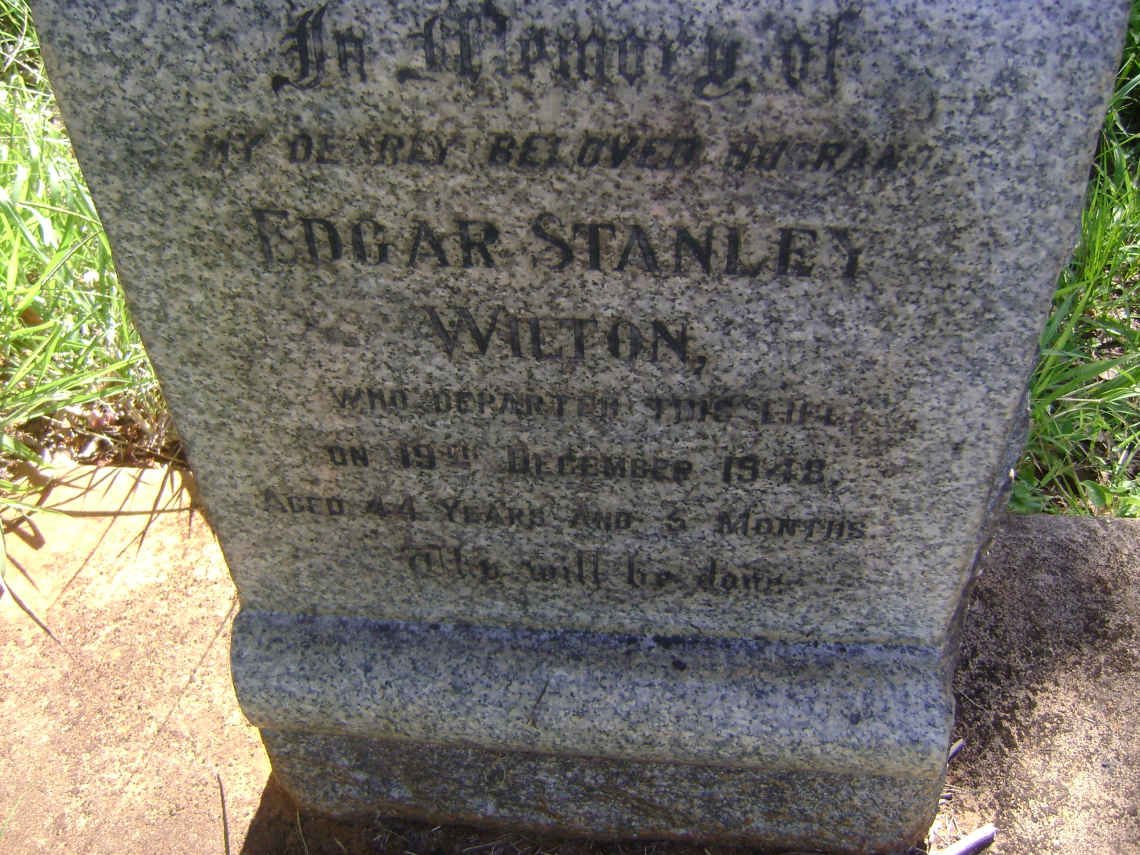 In Memory of
MY DEARLY BELOVED HUSBAND
EDGAR STANLEY
WILTON,
WHO DEPARTED THIS LIFE
ON 19TH DECEMBER 1948,
AGED 44 YEARS AND 5 MONTHS
Thy will be done